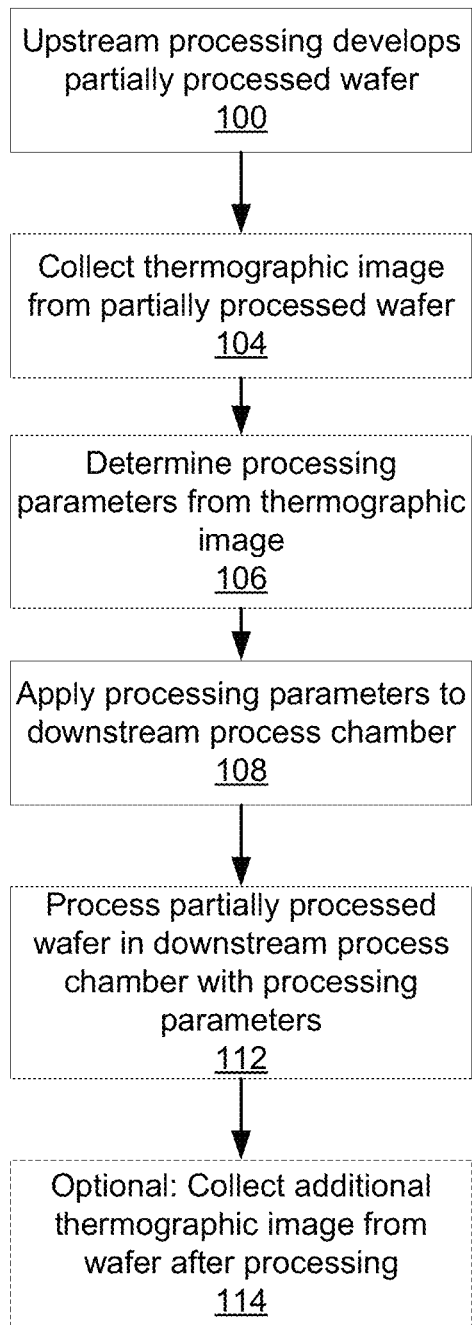 Upstream processing develops
partially processed wafer
100
Collect thermographic image
from partially processed wafer
104
Determine processing
parameters from thermographic
image
106
Apply processing parameters to
downstream process chamber
108
Process partially processed
wafer in downstream process
chamber with processing
parameters
112
Optional: Collect additional
thermographic image from
wafer after processing
114